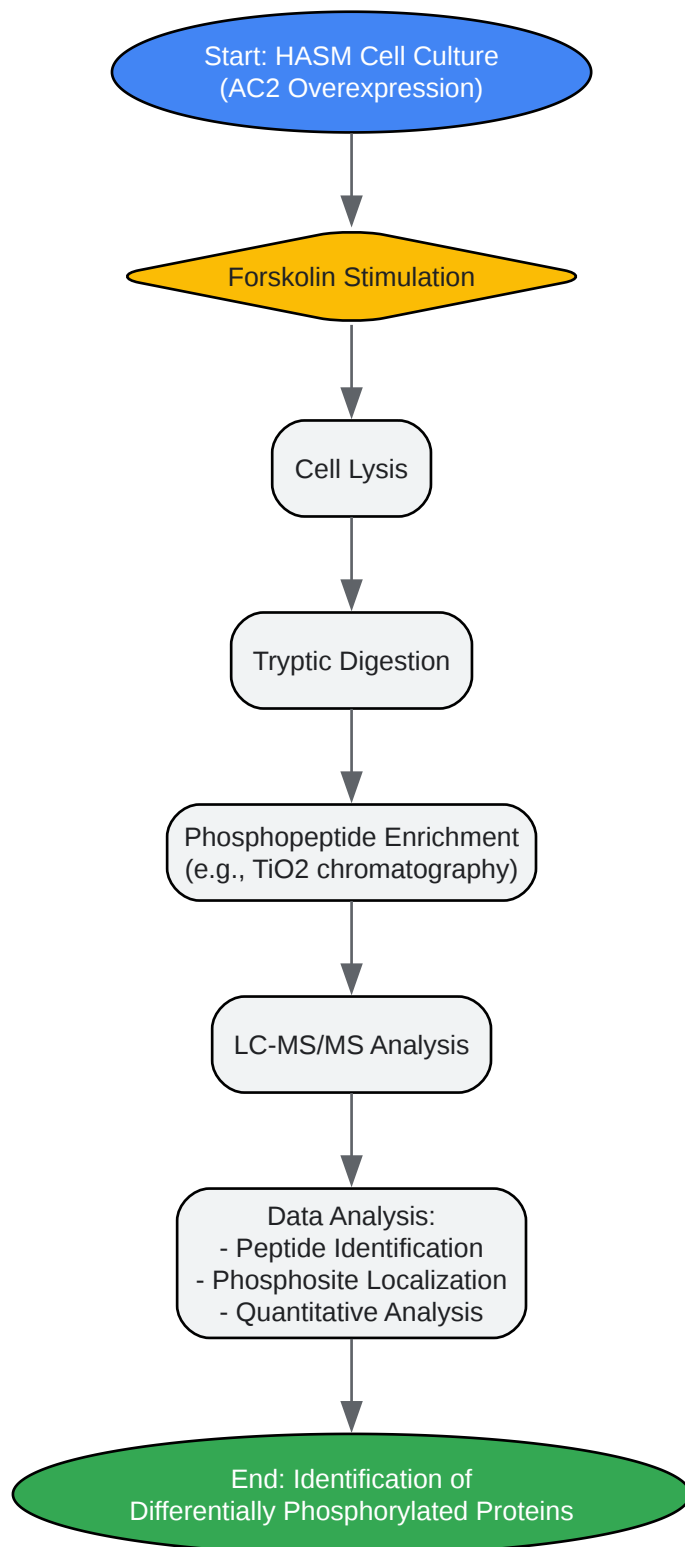 Start: HASM Cell Culture
(AC2 Overexpression)
Forskolin Stimulation
Cell Lysis
Tryptic Digestion
Phosphopeptide Enrichment
(e.g., TiO2 chromatography)
LC-MS/MS Analysis
Data Analysis:
- Peptide Identification
- Phosphosite Localization
- Quantitative Analysis
End: Identification of
Differentially Phosphorylated Proteins